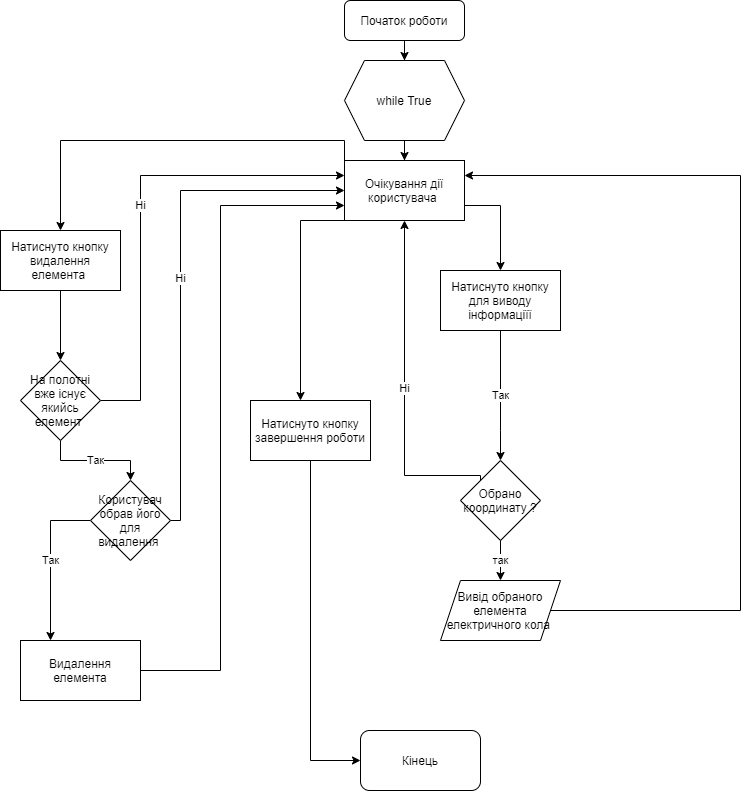 Початок роботи
while True
Очікування дії
користувача
Ні
Натиснуто кнопку
видалення
елемента
Ні
Натиснуто кнопку
для виводу
інформаціїї
На полотні
вже існує
якийсь
елемент
Ні
Так
Натиснуто кнопку
завершення роботи
Так
Користувач
обрав його
для
видалення
Обрано
координату ?
Так
так
Вивід обраного
елемента
електричного кола
Видалення
елемента
Кінець